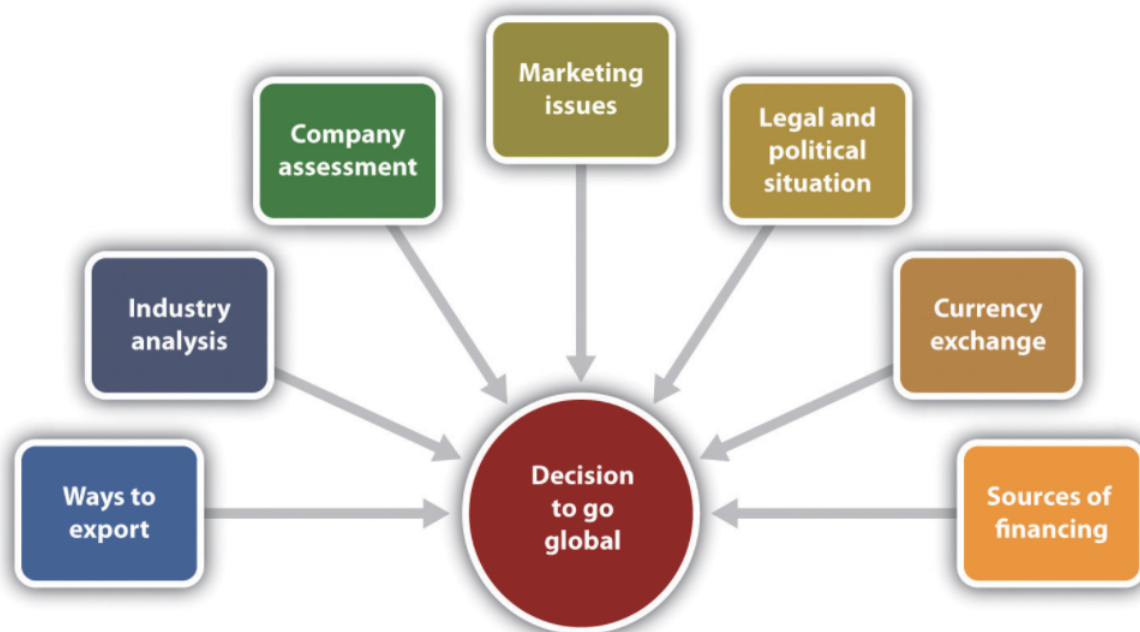 Marketing
issues
Company
assessment
Legal and
political
situation
Industry
analysis
Currency
exchange
Ways to
export
Decision
to go
global
Sources of
financing